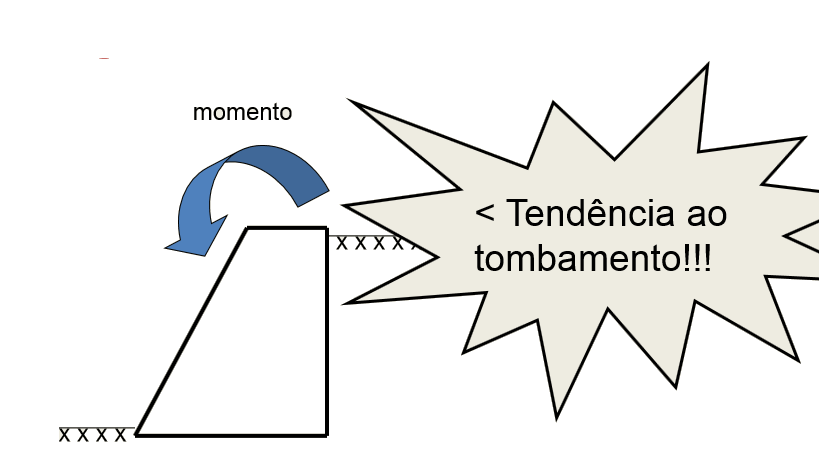 momento
< Tendência ao
tombamento!!!
x x x x x
x x x x